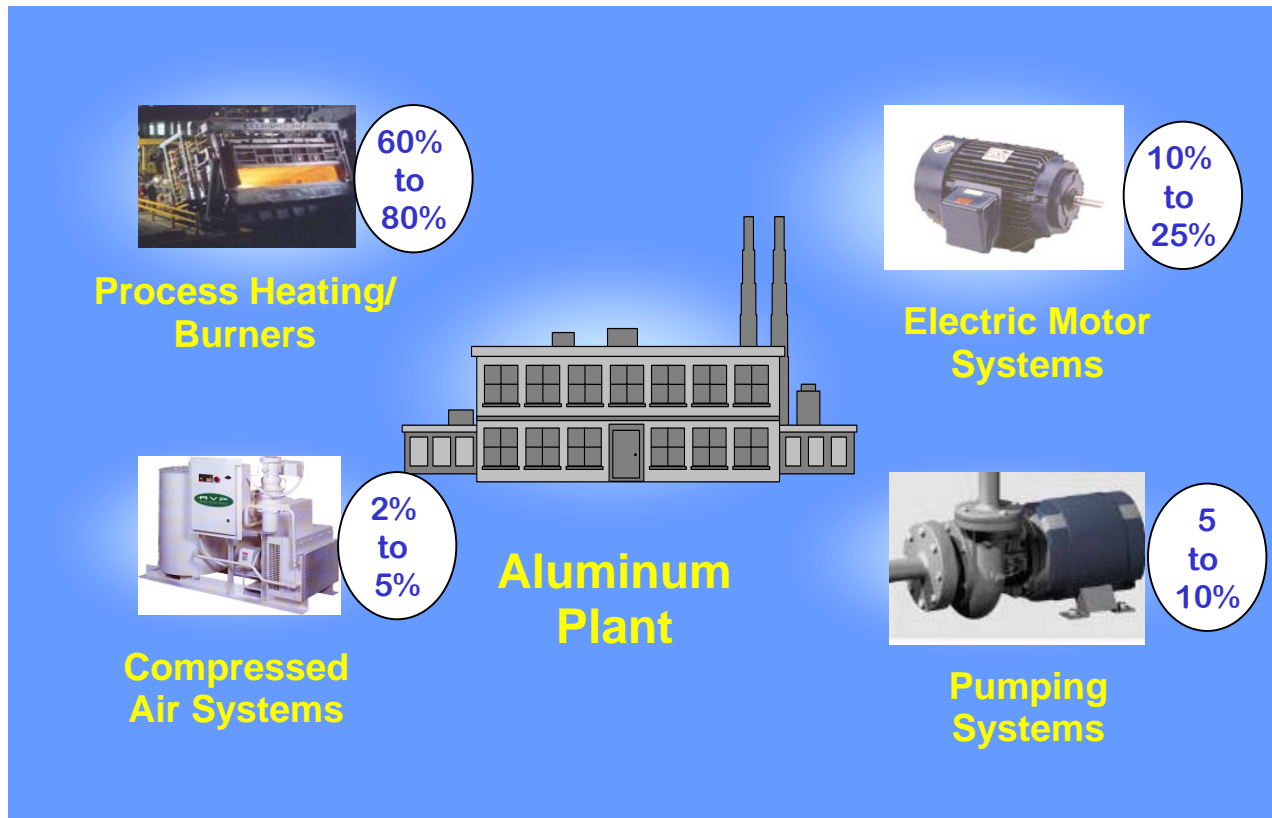 60%
to
80%
Process Heating/
Burners
10%
to
25%
Electric Motor
Systems
2%
to
5%
Compressed
Air Systems
Aluminum
Plant
5
to
10%
Pumping
Systems